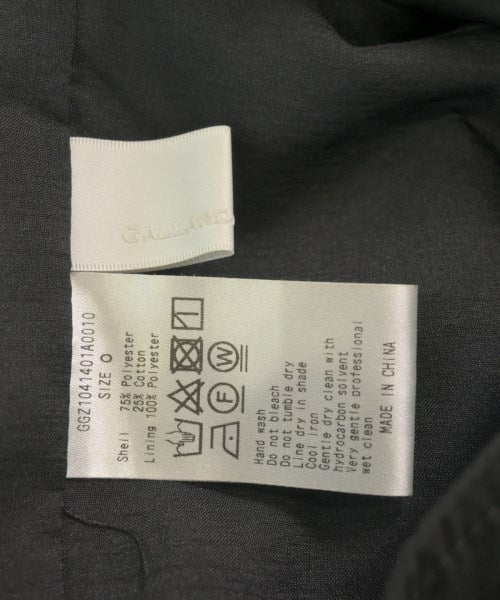 GALLARD
GGZ1041401A0010
SIZE O
Shell 75% Polyester
25% Cotton
Lining 100% Polyester
F W
Hand wash
Do not bleach
Do not tumble dry
Line dry in shade
Cool iron
Gentle dry clean with
hydrocarbon solvent
Very gentle professional
wet clean
MADE IN CHINA